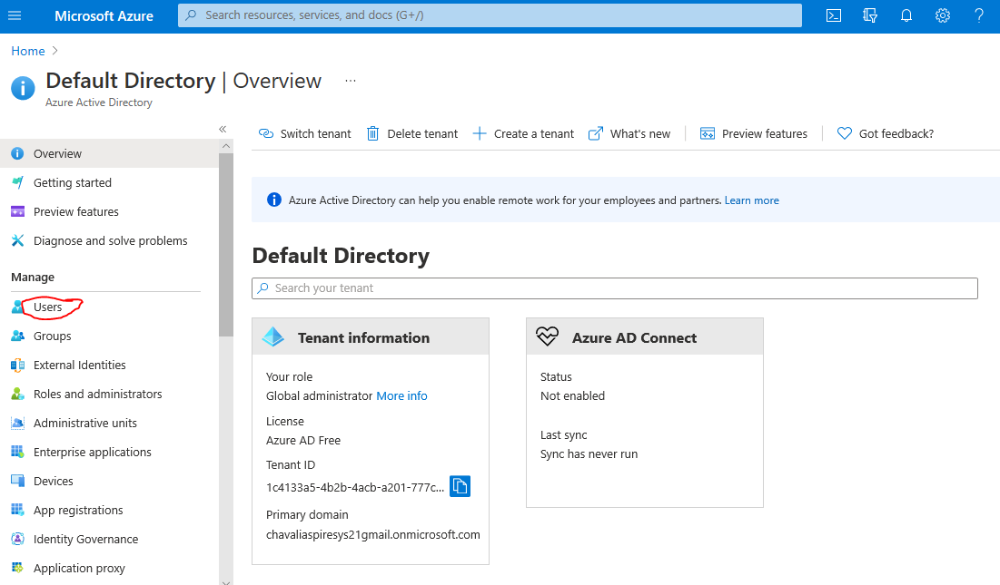 Microsoft Azure
Search resources, services, and docs (G+/)
Home
Default Directory | Overview ...
Azure Active Directory
Overview
Getting started
Preview features
Diagnose and solve problems
Manage
Users
Groups
External Identities
Roles and administrators
Administrative units
Enterprise applications
Devices
App registrations
Identity Governance
Application proxy
Switch tenant Delete tenant Create a tenant What's new Preview features Got feedback?
Azure Active Directory can help you enable remote work for your employees and partners. Learn more
Default Directory
Search your tenant
Tenant information
Your role
Global administrator More info
License
Azure AD Free
Tenant ID
1c4133a5-4b2b-4acb-a201-777c...
Primary domain
chavaliaspiresys21gmail.onmicrosoft.com
Azure AD Connect
Status
Not enabled
Last sync
Sync has never run